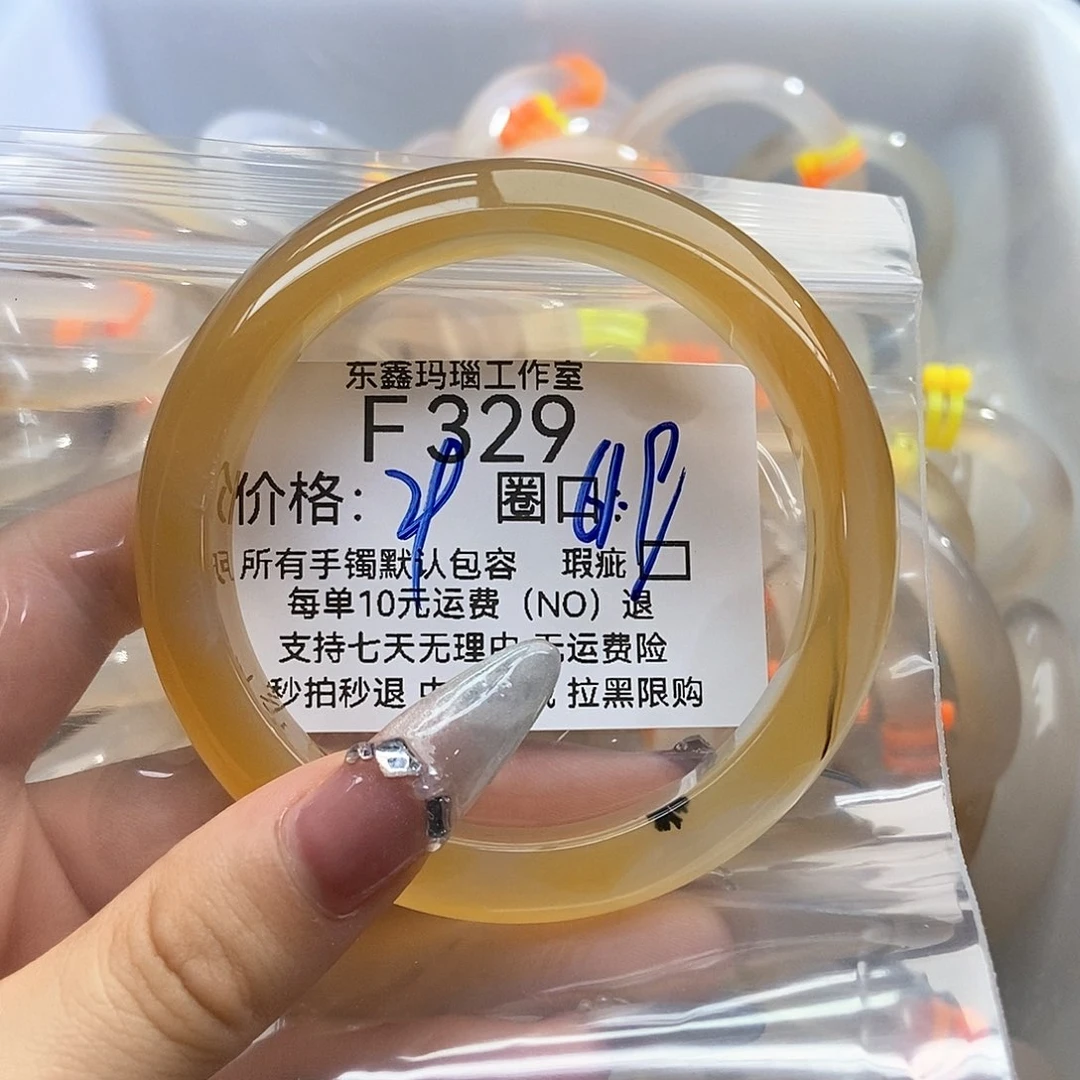 东鑫玛瑙工作室
F329
价格： 圈口：
所有手镯默认包容 瑕疵
每单10元运费（NO）退
支持七天无理由 无运费险
秒拍秒退 拉黑限购